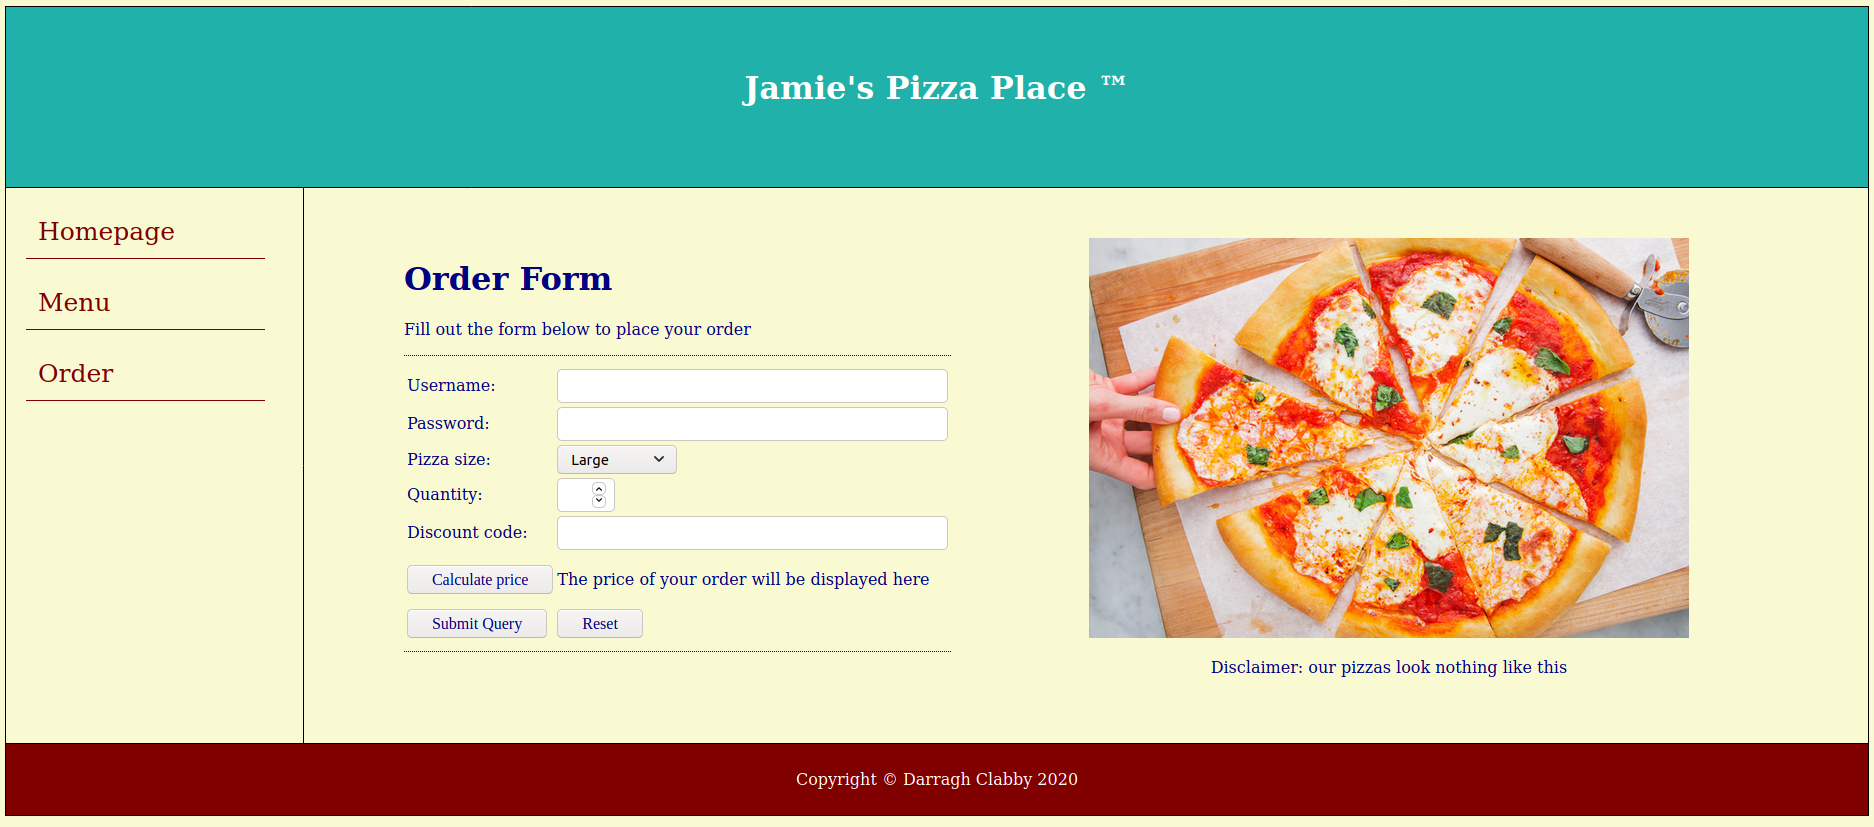 Jamie's Pizza Place ™
Homepage
Menu
Order
Order Form
Fill out the form below to place your order
Username:
Password:
Pizza size: Large
Quantity:
Discount code:
Calculate price The price of your order will be displayed here
Submit Query Reset
Disclaimer: our pizzas look nothing like this
Copyright © Darragh Clabby 2020